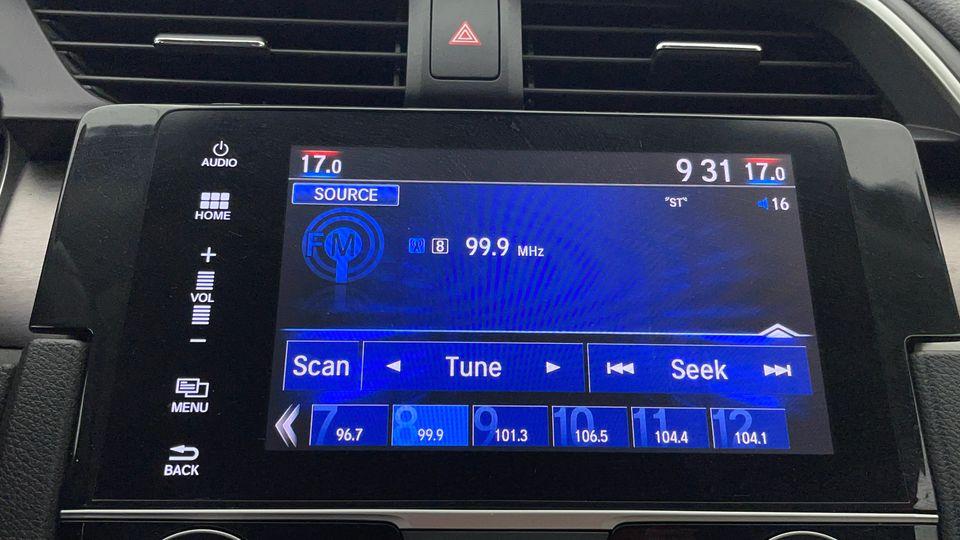 AUDIO
HOME
+
VOL
−
MENU
BACK
17.0
9 31 17.0
SOURCE
"ST"
16
FM
8 99.9 MHz
Scan
Tune
Seek
7 96.7
8 99.9
9 101.3
10 106.5
11 104.4
12 104.1